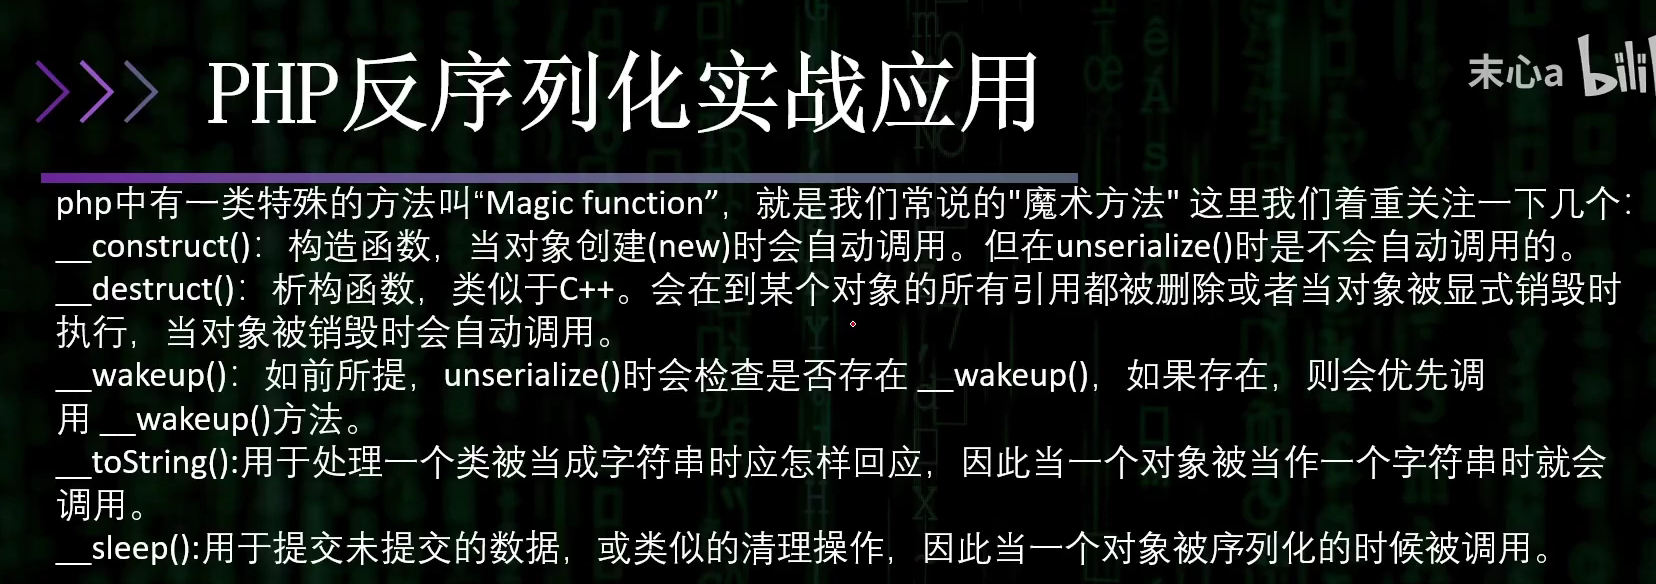 PHP反序列化实战应用
末心a
php中有一类特殊的方法叫“Magic function”，就是我们常说的"魔术方法" 这里我们着重关注一下几个：
__construct()：构造函数，当对象创建(new)时会自动调用。但在unserialize()时是不会自动调用的。
__destruct()：析构函数，类似于C++。会在到某个对象的所有引用都被删除或者当对象被显式销毁时
执行，当对象被销毁时会自动调用。
__wakeup()：如前所提，unserialize()时会检查是否存在 __wakeup()，如果存在，则会优先调
用 __wakeup()方法。
__toString():用于处理一个类被当成字符串时应怎样回应，因此当一个对象被当作一个字符串时就会
调用。
__sleep():用于提交未提交的数据，或类似的清理操作，因此当一个对象被序列化的时候被调用。